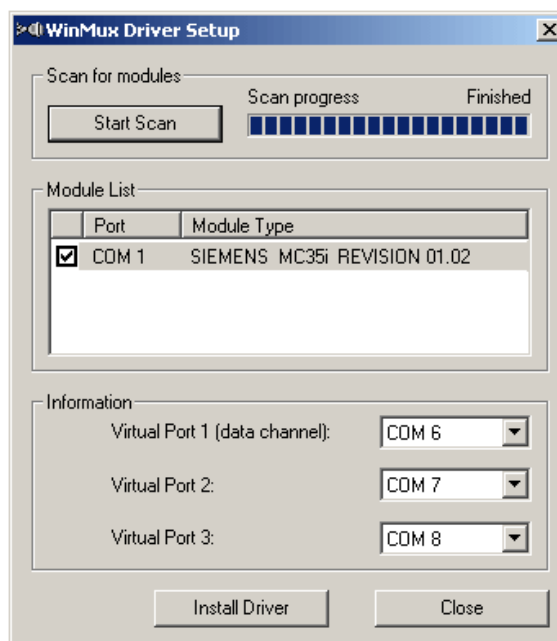 WinMux Driver Setup
Scan for modules
Scan progress Finished
Start Scan
Module List
Port Module Type
COM 1 SIEMENS MC35i REVISION 01.02
Information
Virtual Port 1 (data channel): COM 6
Virtual Port 2: COM 7
Virtual Port 3: COM 8
Install Driver Close